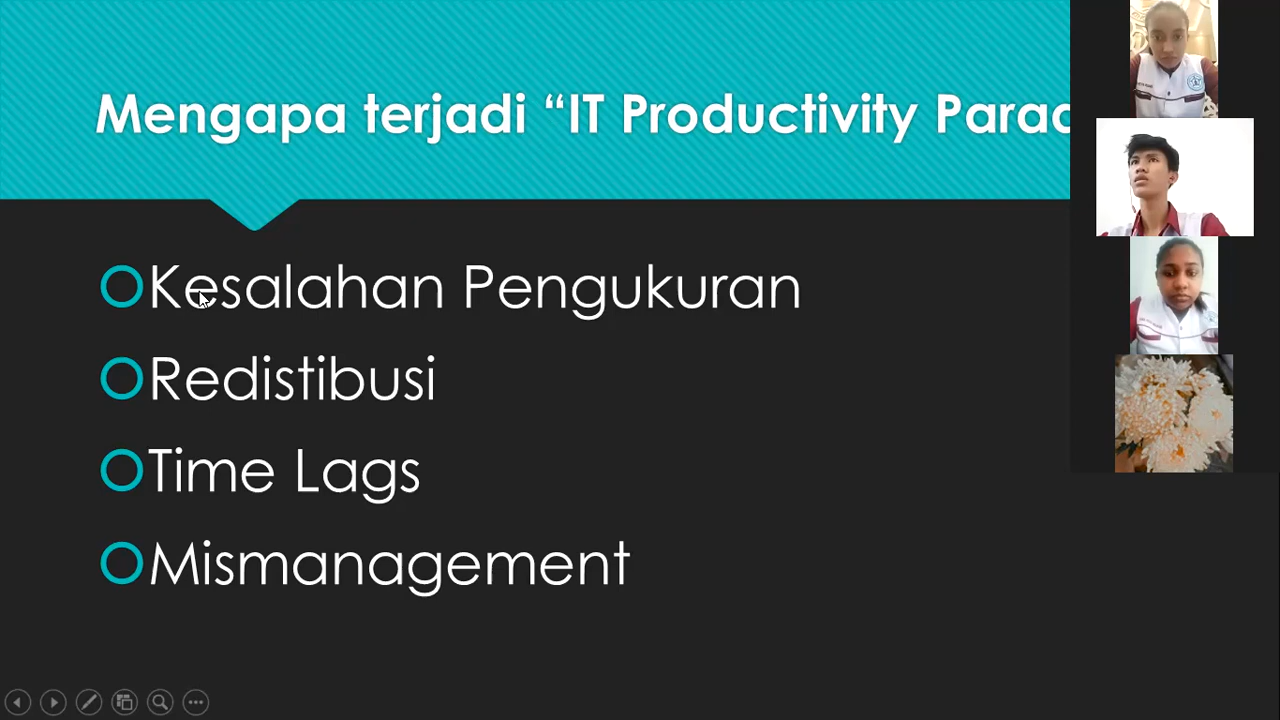 Mengapa terjadi “IT Productivity Parad
Kesalahan Pengukuran
Redistibusi
Time Lags
Mismanagement